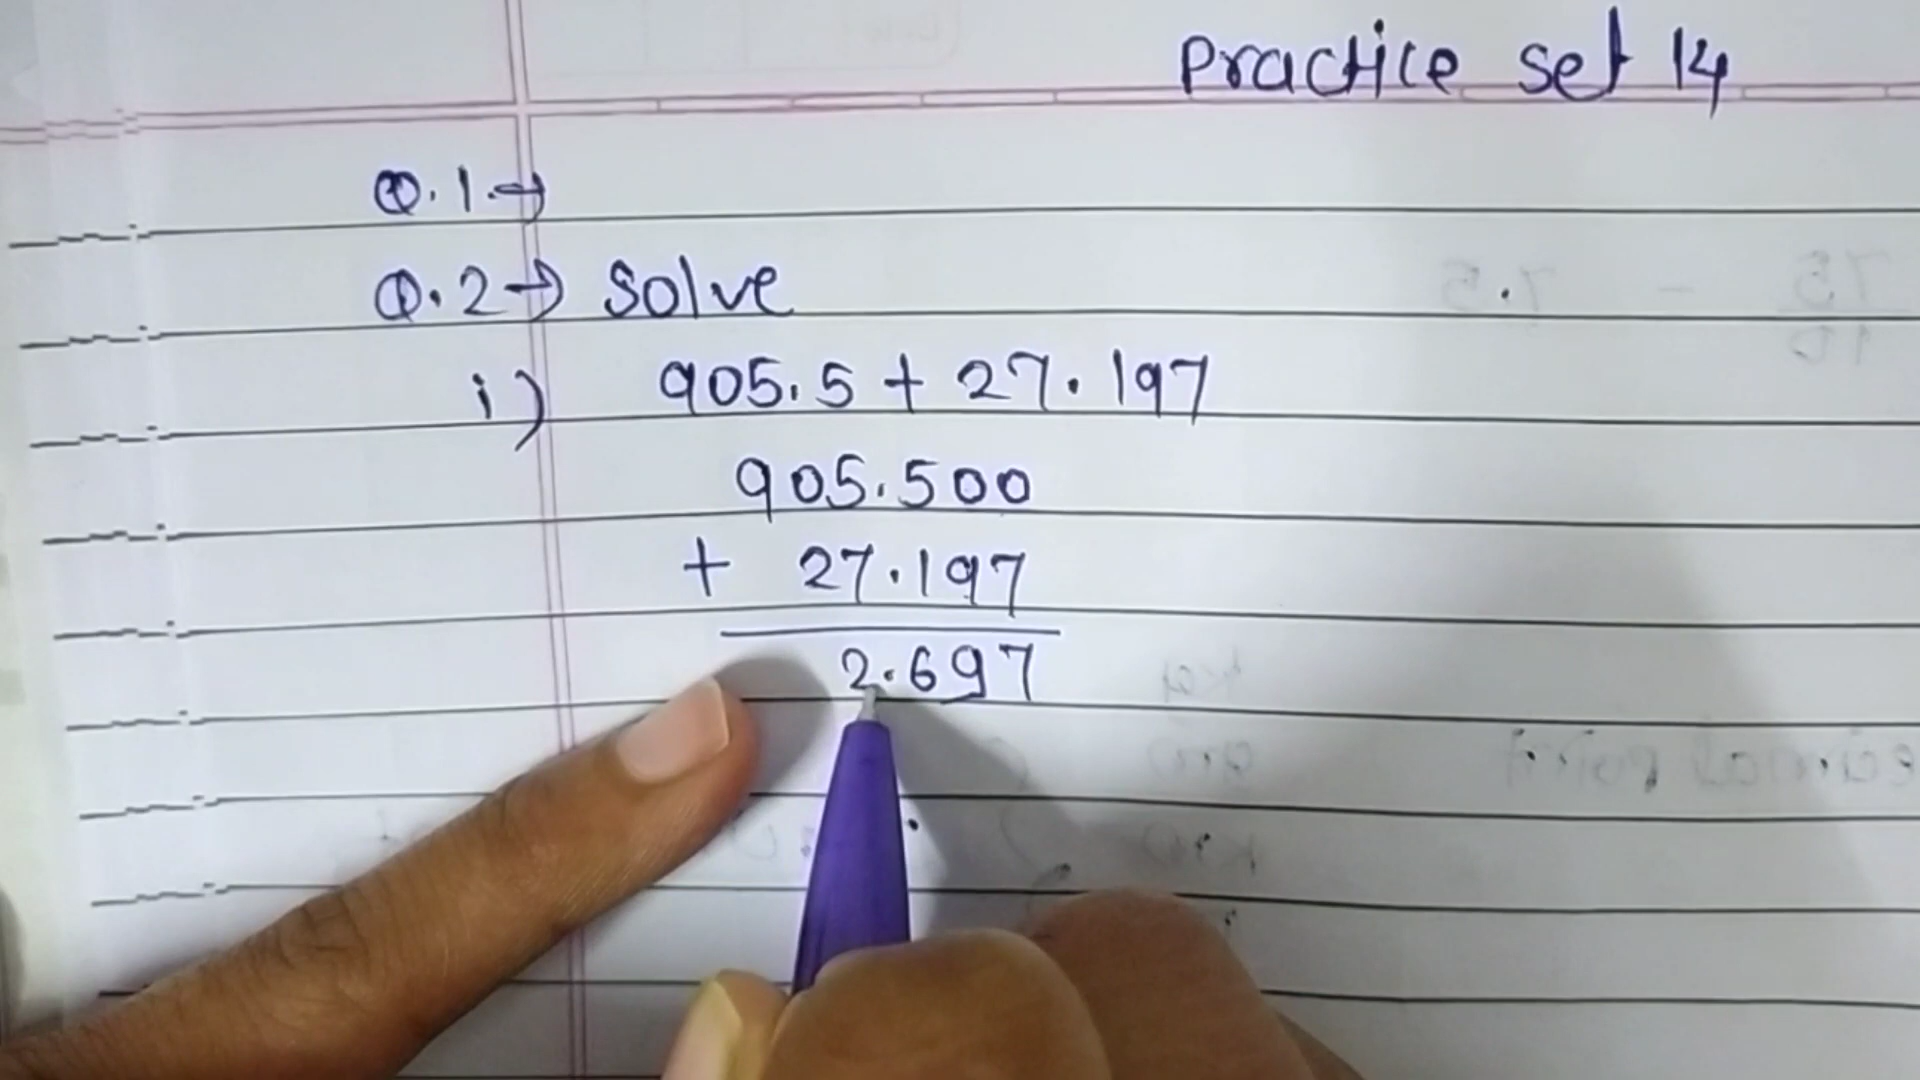 Practice set 14
Q.1.→
Q.2→ Solve
i) 905.5 + 27.197
905.500
+ 27.197
2.697